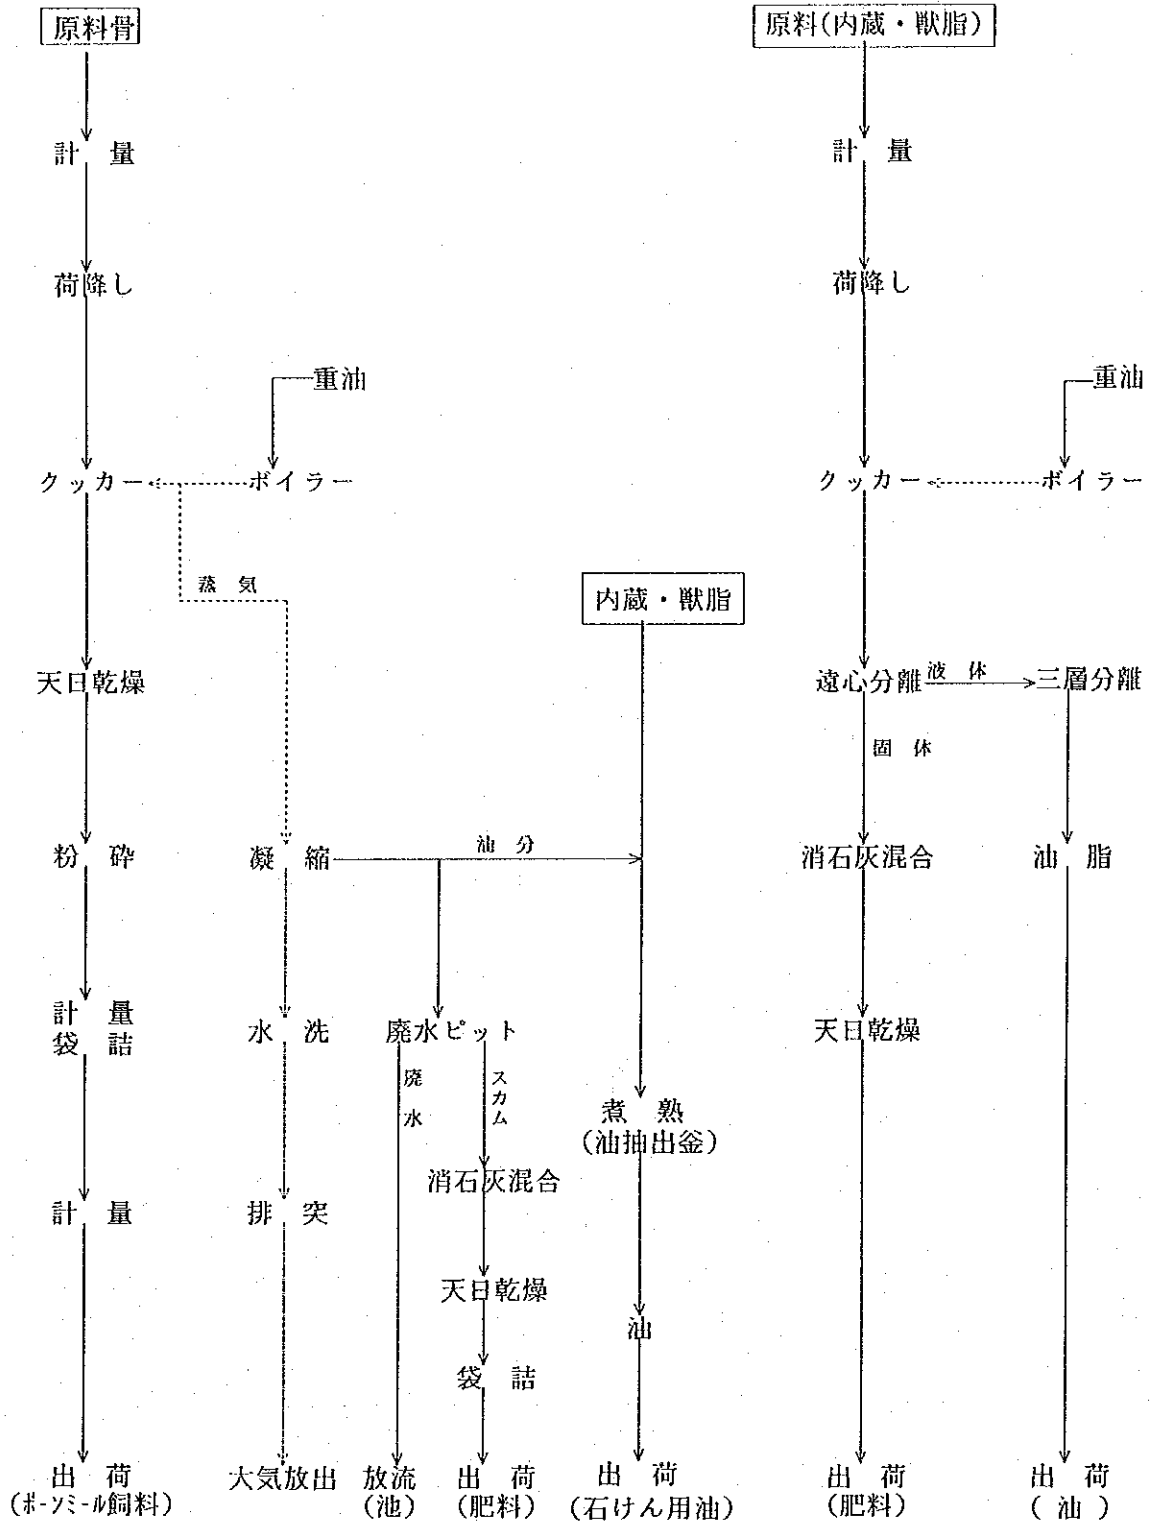 原料骨
原料(内蔵・獣脂)
計 量
計 量
荷降し
荷降し
重油
重油
クッカー
ボイラー
クッカー
ボイラー
蒸 気
内蔵・獣脂
天日乾燥
遠心分離
液 体
三層分離
固 体
粉 砕
凝 縮
油 分
消石灰混合
油 脂
計 量
袋 詰
水 洗
廃水ピット
天日乾燥
廃水
スカム
煮 熟
(油抽出釜)
消石灰混合
計 量
排 突
天日乾燥
油
袋 詰
出 荷
(ボーンミール飼料)
大気放出
放流
(池)
出 荷
(肥料)
出 荷
(石けん用油)
出 荷
(肥料)
出 荷
(油)